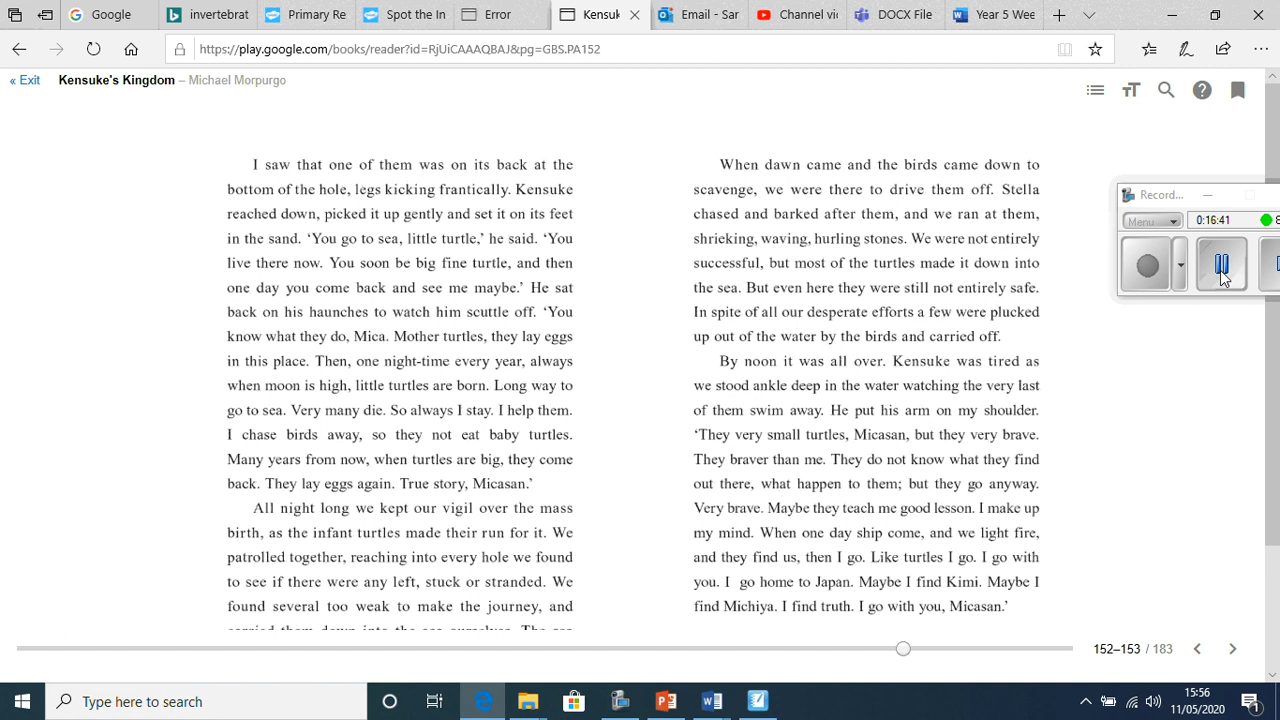 Google
invertebrat
Primary Re
Spot the In
Erro
Kensuk
Email - Sar
Channel vi
DOCX File
Year 5 Wee
https://play.google.com/books/reader?id=RjUiCAAAQBAJ&pg=GBS.PA152
« Exit Kensuke's Kingdom – Michael Morpurgo
I saw that one of them was on its back at the
bottom of the hole, legs kicking frantically. Kensuke
reached down, picked it up gently and set it on its feet
in the sand. ‘You go to sea, little turtle,’ he said. ‘You
live there now. You soon be big fine turtle, and then
one day you come back and see me maybe.’ He sat
back on his haunches to watch him scuttle off. ‘You
know what they do, Mica. Mother turtles, they lay eggs
in this place. Then, one night-time every year, always
when moon is high, little turtles are born. Long way to
go to sea. Very many die. So always I stay. I help them.
I chase birds away, so they not eat baby turtles.
Many years from now, when turtles are big, they come
back. They lay eggs again. True story, Micasan.’
All night long we kept our vigil over the mass
birth, as the infant turtles made their run for it. We
patrolled together, reaching into every hole we found
to see if there were any left, stuck or stranded. We
found several too weak to make the journey, and
carried them down into the sea ourselves. The sea
When dawn came and the birds came down to
scavenge, we were there to drive them off. Stella
chased and barked after them, and we ran at them,
shrieking, waving, hurling stones. We were not entirely
successful, but most of the turtles made it down into
the sea. But even here they were still not entirely safe.
In spite of all our desperate efforts a few were plucked
up out of the water by the birds and carried off.
By noon it was all over. Kensuke was tired as
we stood ankle deep in the water watching the very last
of them swim away. He put his arm on my shoulder.
‘They very small turtles, Micasan, but they very brave.
They braver than me. They do not know what they find
out there, what happen to them; but they go anyway.
Very brave. Maybe they teach me good lesson. I make up
my mind. When one day ship come, and we light fire,
and they find us, then I go. Like turtles I go. I go with
you. I go home to Japan. Maybe I find Kimi. Maybe I
find Michiya. I find truth. I go with you, Micasan.’
Record...
Menu
0:16:41
8
152–153 / 183
Type here to search
15:56
11/05/2020
1